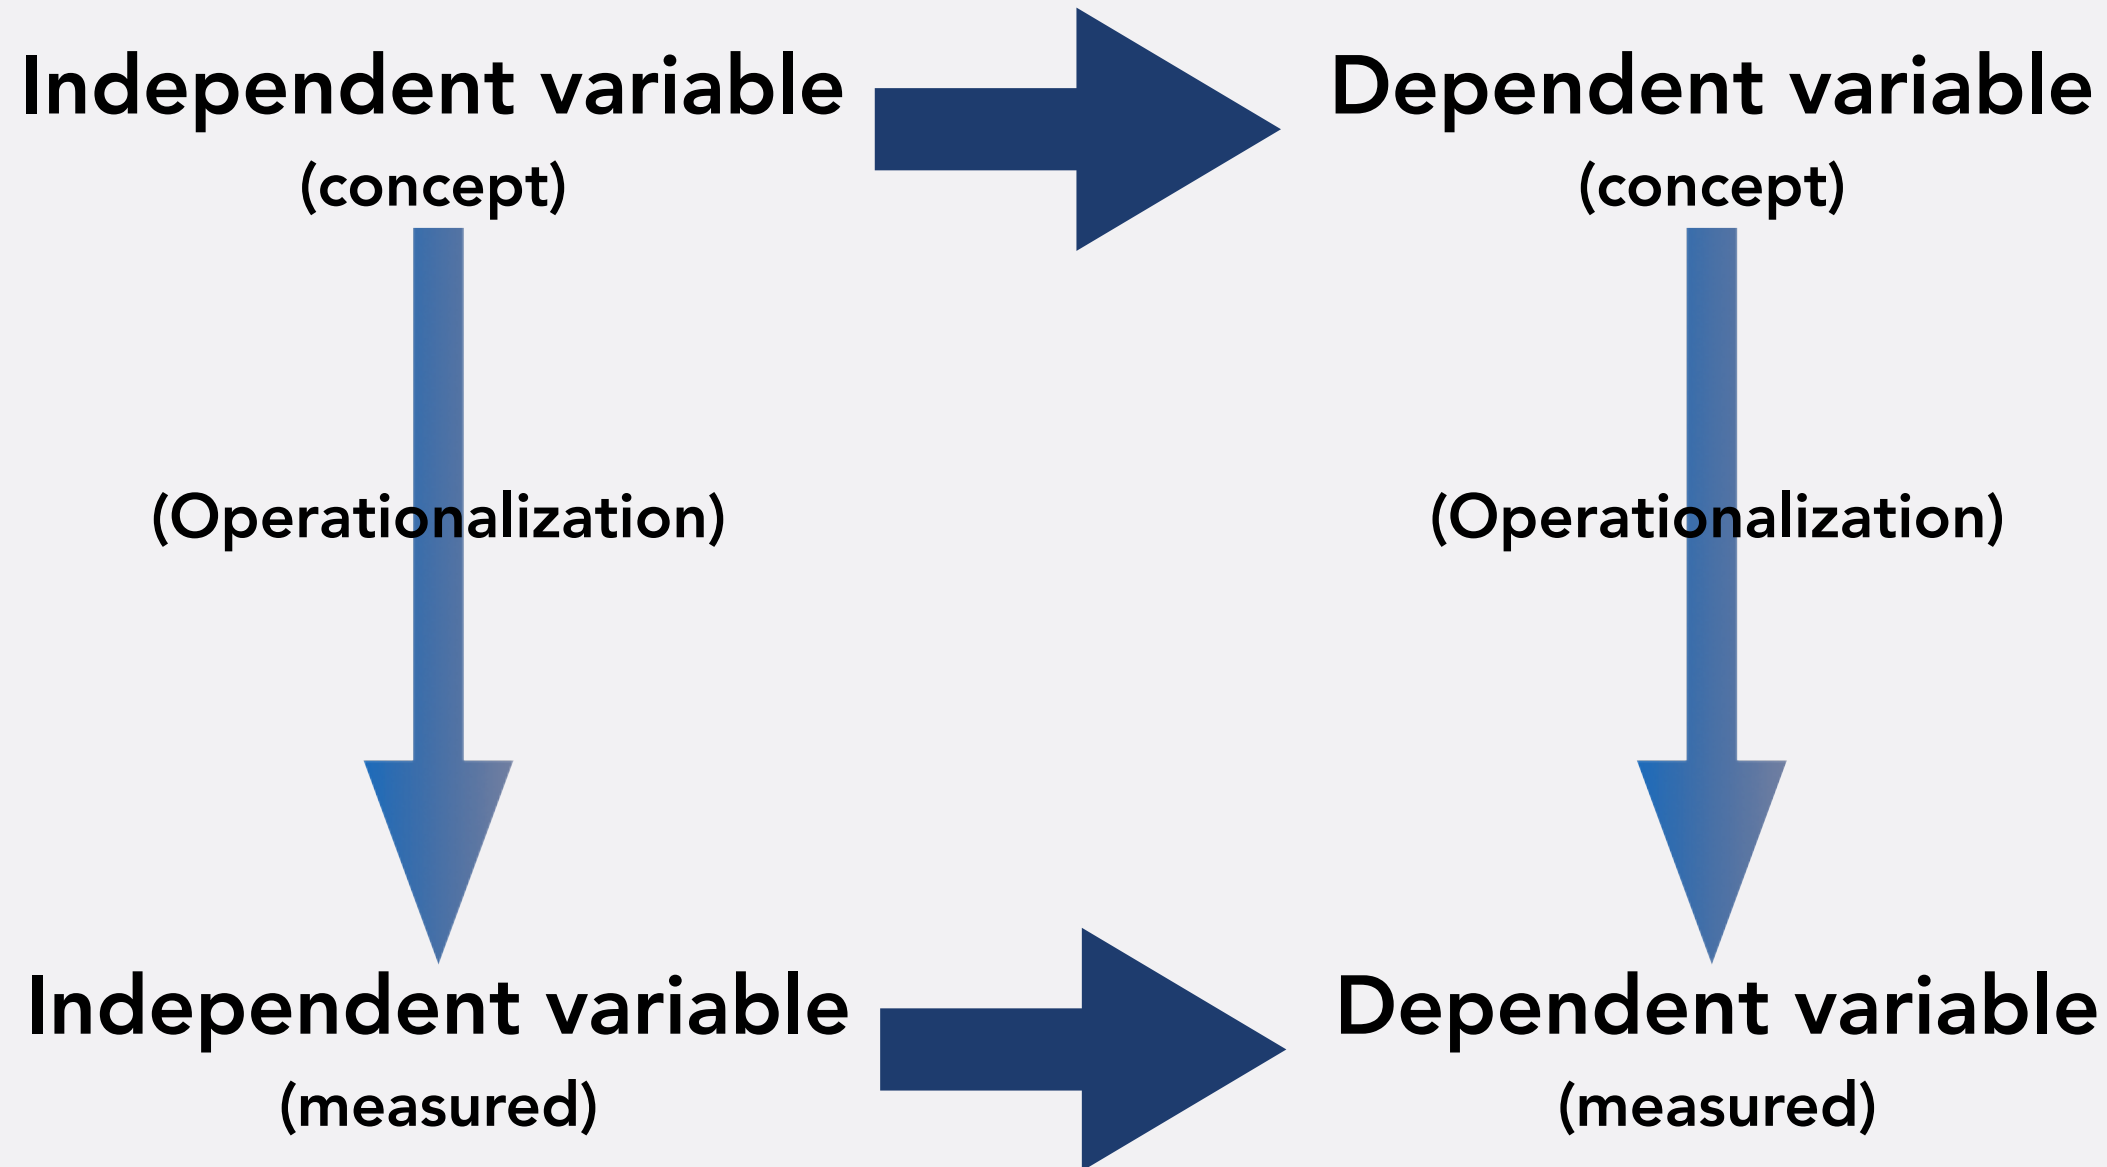 Independent variable
(concept)
Dependent variable
(concept)
(Operationalization)
(Operationalization)
Independent variable
(measured)
Dependent variable
(measured)